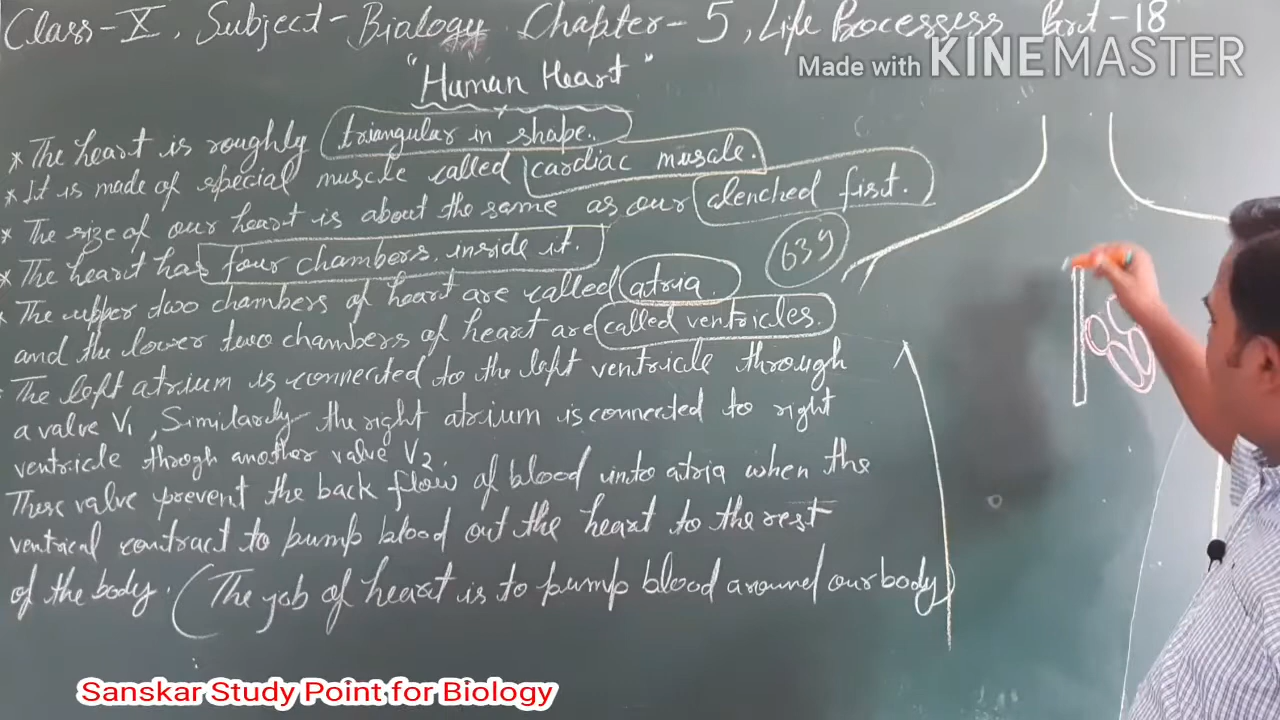 Class-X, Subject-Biology Chapter-5, Life Processess Part-18
Made with KINEMASTER
"Human Heart"
* The heart is roughly triangular in shape.
* It is made of special muscle called cardiac muscle.
* The size of our heart is about the same as our clenched fist.
* The heart has four chambers inside it.
639
* The upper two chambers of heart are called atria.
and the lower two chambers of heart are called ventricles.
* The left atrium is connected to the left ventricle through
a valve V1, Similarly the right atrium is connected to right
ventricle through another valve V2.
These valve prevent the back flow of blood into atria when the
ventrical contract to pump blood out the heart to the rest
of the body. (The job of heart is to pump blood around our body)
Sanskar Study Point for Biology